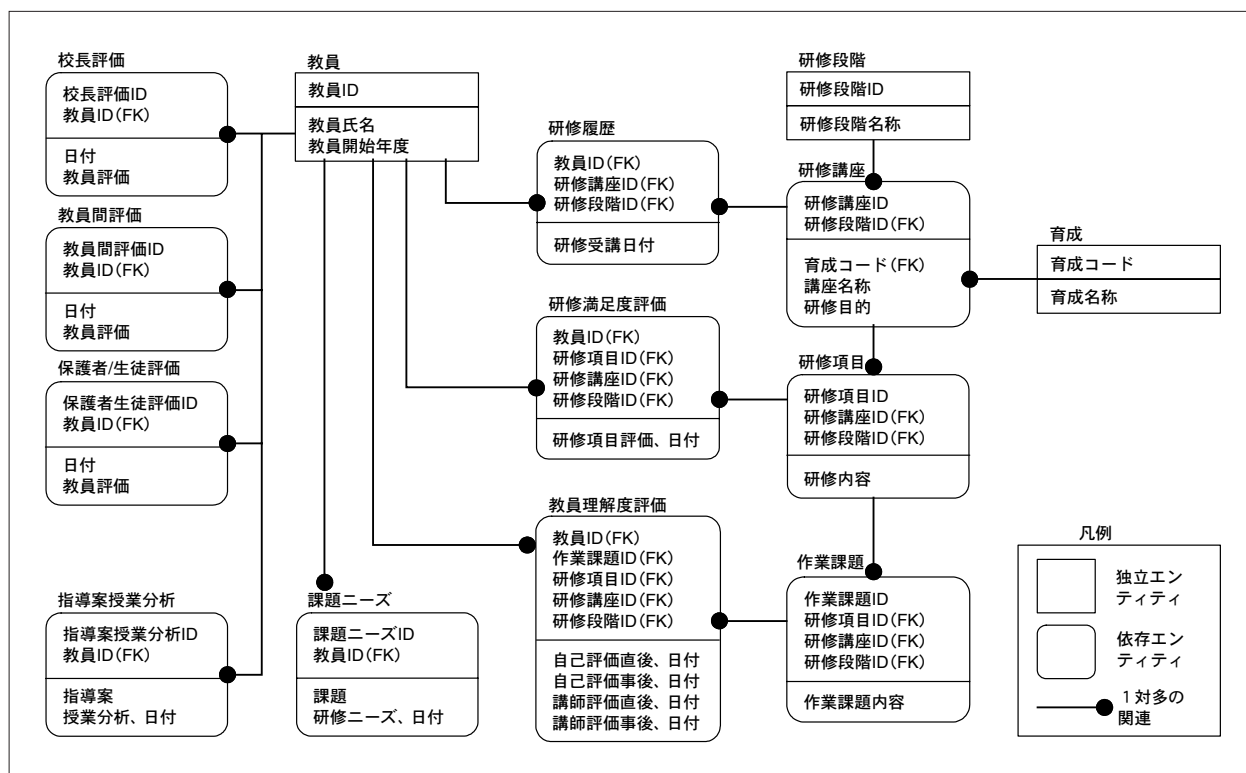 校長評価
校長評価ID
教員ID(FK)
日付
教員評価
教員間評価
教員間評価ID
教員ID(FK)
日付
教員評価
保護者/生徒評価
保護者生徒評価ID
教員ID(FK)
日付
教員評価
指導案授業分析
指導案授業分析ID
教員ID(FK)
指導案
授業分析、日付
教員
教員ID
教員氏名
教員開始年度
課題ニーズ
課題ニーズID
教員ID(FK)
課題
研修ニーズ、日付
研修履歴
教員ID(FK)
研修講座ID(FK)
研修段階ID(FK)
研修受講日付
研修満足度評価
教員ID(FK)
研修項目ID(FK)
研修講座ID(FK)
研修段階ID(FK)
研修項目評価、日付
教員理解度評価
教員ID(FK)
作業課題ID(FK)
研修項目ID(FK)
研修講座ID(FK)
研修段階ID(FK)
自己評価直後、日付
自己評価事後、日付
講師評価直後、日付
講師評価事後、日付
研修段階
研修段階ID
研修段階名称
研修講座
研修講座ID
研修段階ID(FK)
育成コード(FK)
講座名称
研修目的
研修項目
研修項目ID
研修講座ID(FK)
研修段階ID(FK)
研修内容
作業課題
作業課題ID
研修項目ID(FK)
研修講座ID(FK)
研修段階ID(FK)
作業課題内容
育成
育成コード
育成名称
凡例
独立エン
ティティ
依存エン
ティティ
1対多の
関連